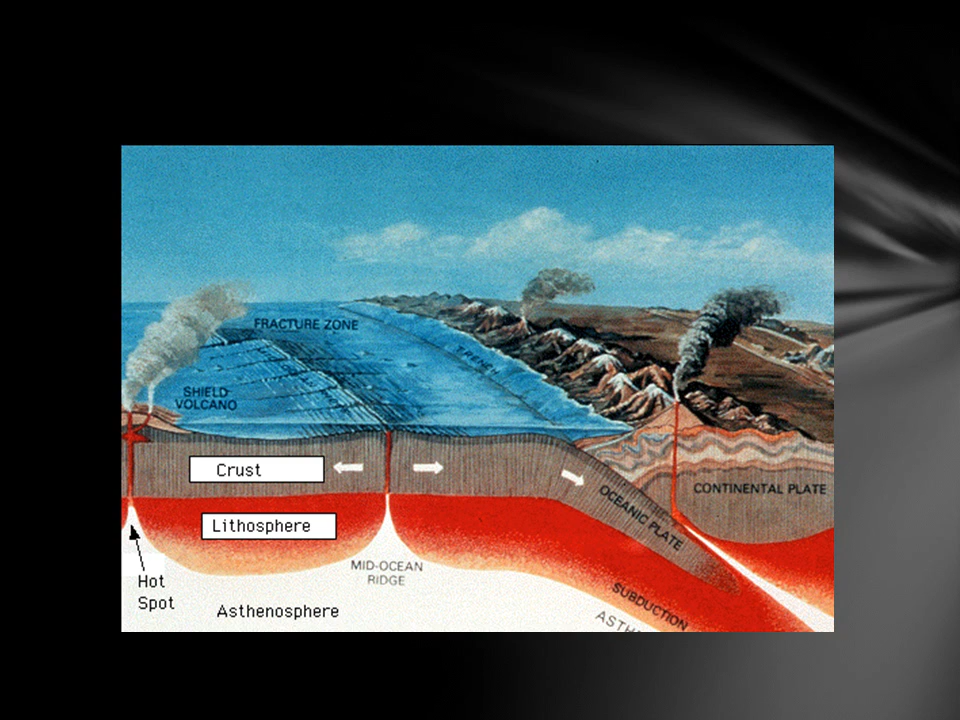 FRACTURE ZONE
TRENCH
SHIELD
VOLCANO
Crust
CONTINENTAL PLATE
OCEANIC PLATE
Lithosphere
MID-OCEAN
RIDGE
Hot
Spot
Asthenosphere
SUBDUCTION